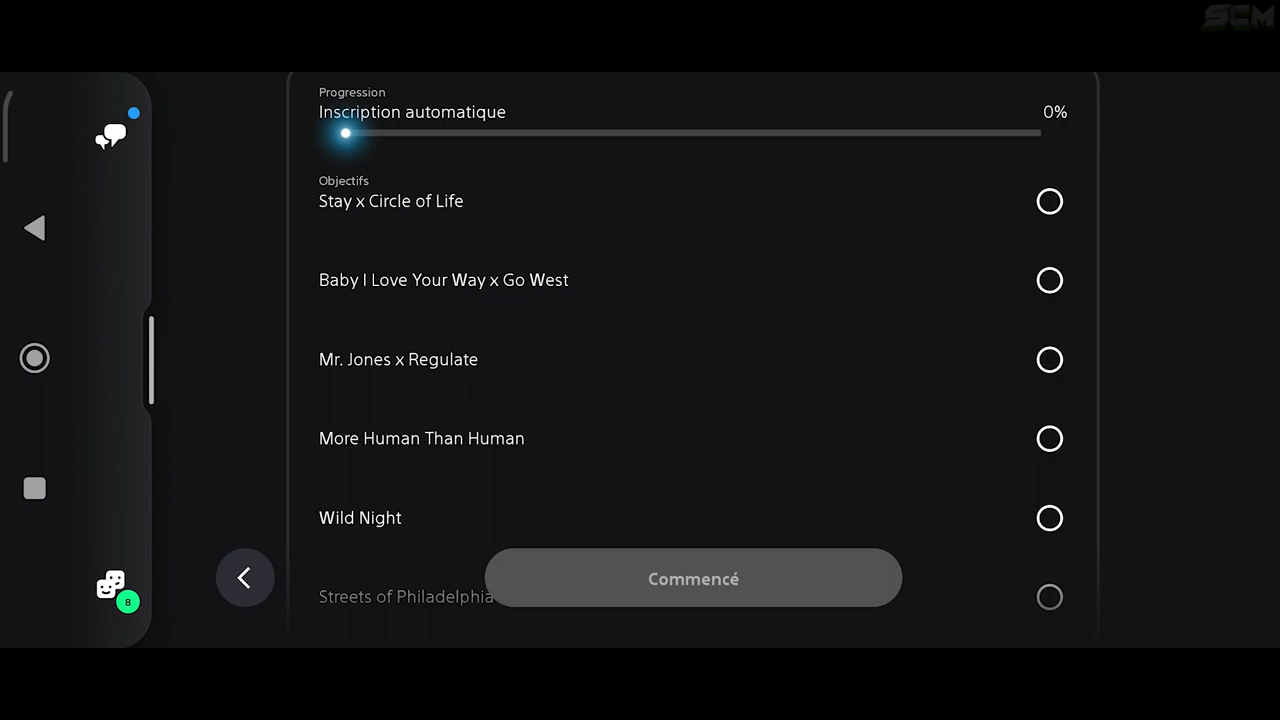 SCM
Progression
Inscription automatique
0%
Objectifs
Stay x Circle of Life
Baby I Love Your Way x Go West
Mr. Jones x Regulate
More Human Than Human
Wild Night
Commencé
Streets of Philadelphia
8